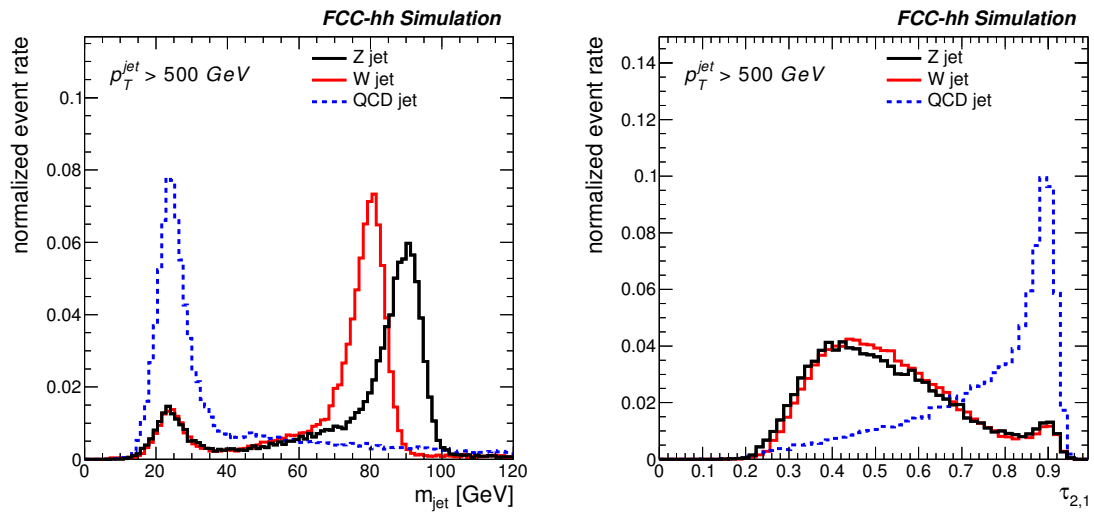 FCC-hh Simulation
normalized event rate
p_T^jet > 500 GeV
Z jet
W jet
QCD jet
0.1
0.08
0.06
0.04
0.02
0
0 20 40 60 80 100 120
m_jet [GeV]
FCC-hh Simulation
normalized event rate
p_T^jet > 500 GeV
Z jet
W jet
QCD jet
0.14
0.12
0.1
0.08
0.06
0.04
0.02
0
0 0.1 0.2 0.3 0.4 0.5 0.6 0.7 0.8 0.9
τ_2,1